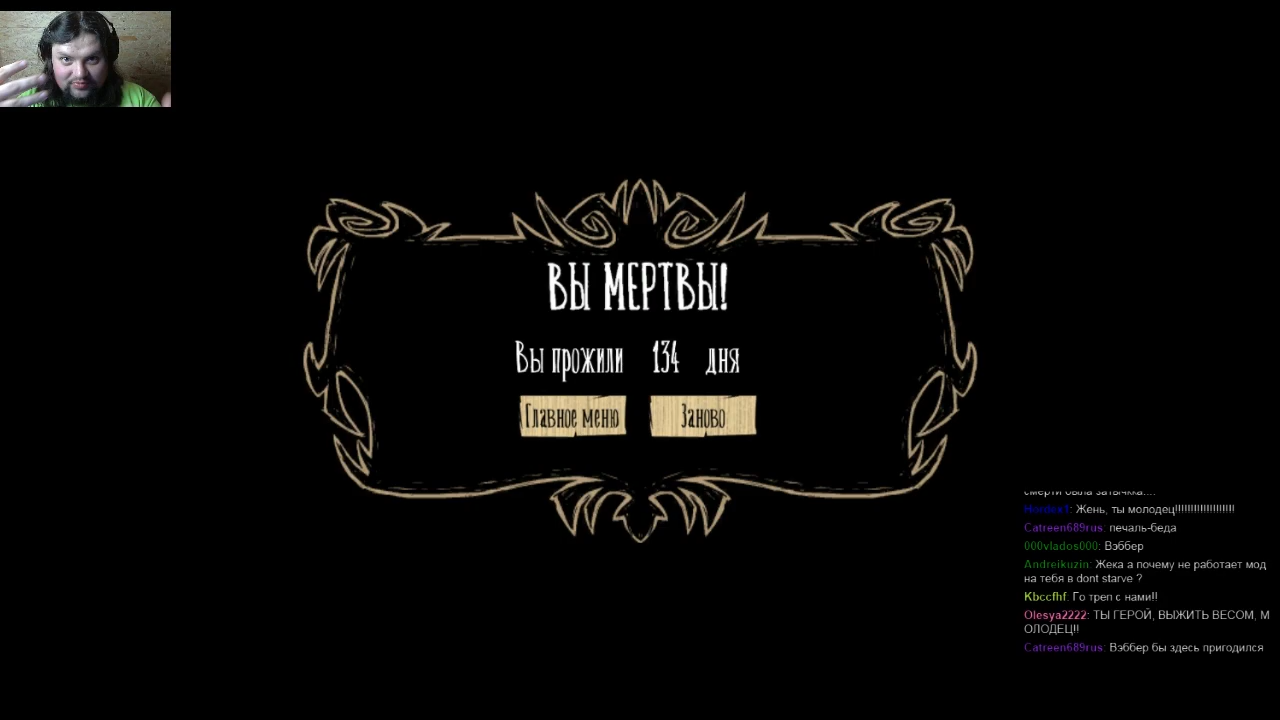 ВЫ МЕРТВЫ!
Вы прожили 134 дня
Главное меню Заново
Жень, ты молодец!!!!!!!!!!!!!!!!!!!
Catreen689rus: печаль-беда
000vlados000: Вэббер
Andreikuzin: Жека а почему не работает мод
на тебя в dont starve ?
Kbccfhf: Го треп с нами!!
Olesya2222: ТЫ ГЕРОЙ, ВЫЖИТЬ ВЕСОМ, М
ОЛОДЕЦ!!
Catreen689rus: Вэббер бы здесь пригодился